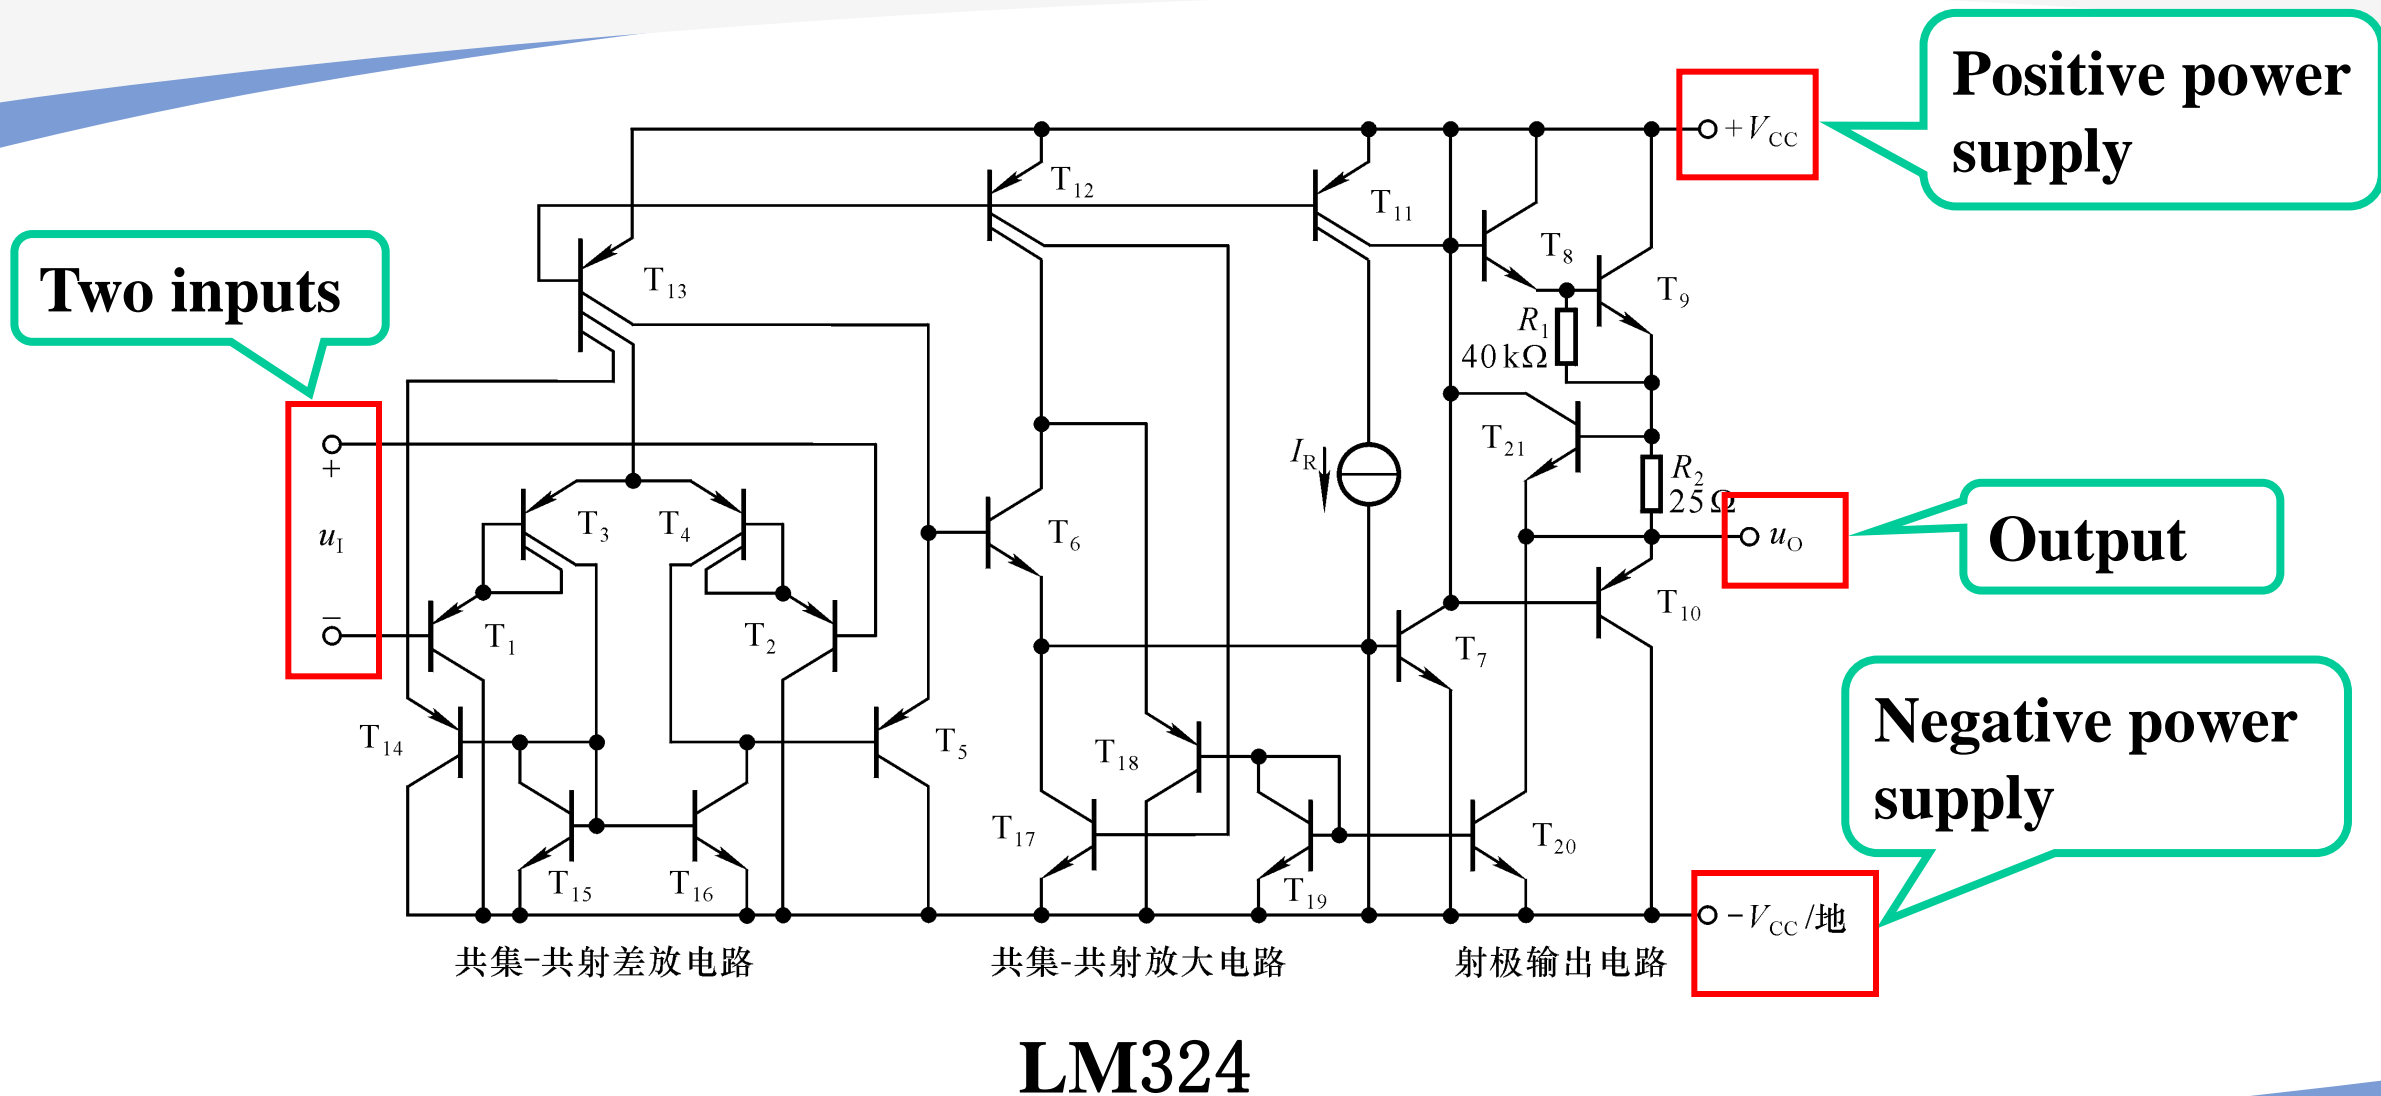 Positive power
supply
+VCC
T12
T11
T8
T13
T9
Two inputs
R1
40kΩ
T21
IR
R2
25Ω
+
uI
−
T3
T4
T6
uO
Output
T10
T1
T2
T7
T14
T5
T18
T17
T20
T15
T16
T19
Negative power
supply
−VCC/地
共集-共射差放电路
共集-共射放大电路
射极输出电路
LM324